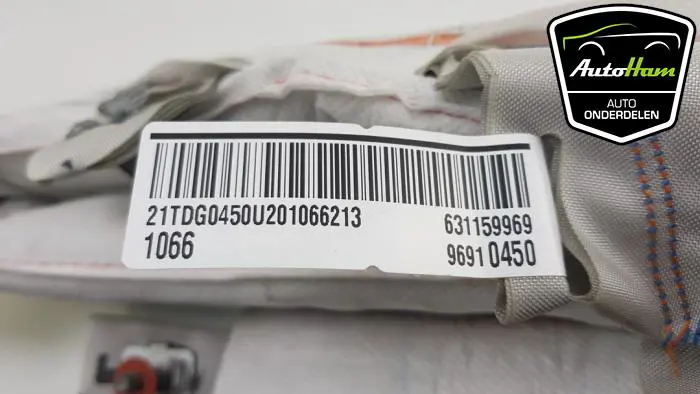 AutoHam
AUTO
ONDERDELEN
21TDG0450U201066213
631159969
1066
96910450